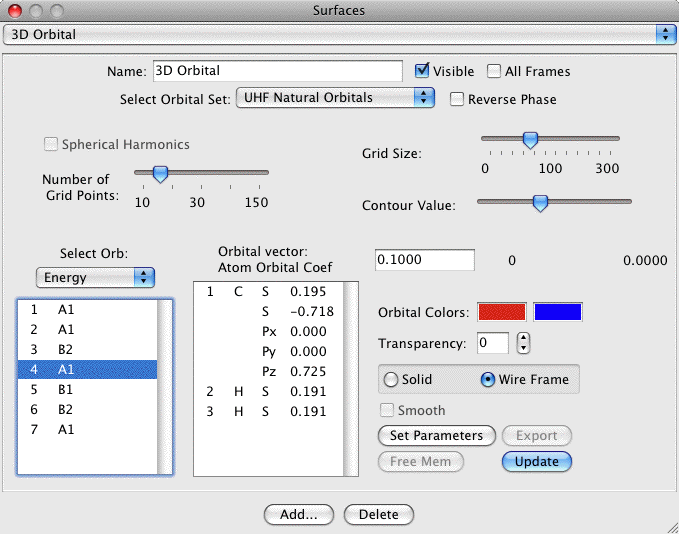 Surfaces
3D Orbital
Name: 3D Orbital Visible All Frames
Select Orbital Set: UHF Natural Orbitals Reverse Phase
Spherical Harmonics
Grid Size:
0 100 300
Number of
Grid Points:
10 30 150
Contour Value:
Select Orb:
Energy
Orbital vector:
Atom Orbital Coef
0.1000 0 0.0000
1 A1
2 A1
3 B2
4 A1
5 B1
6 B2
7 A1
1 C S 0.195
S -0.718
Px 0.000
Py 0.000
Pz 0.725
2 H S 0.191
3 H S 0.191
Orbital Colors:
Transparency: 0
Solid Wire Frame
Smooth
Set Parameters Export
Free Mem Update
Add... Delete